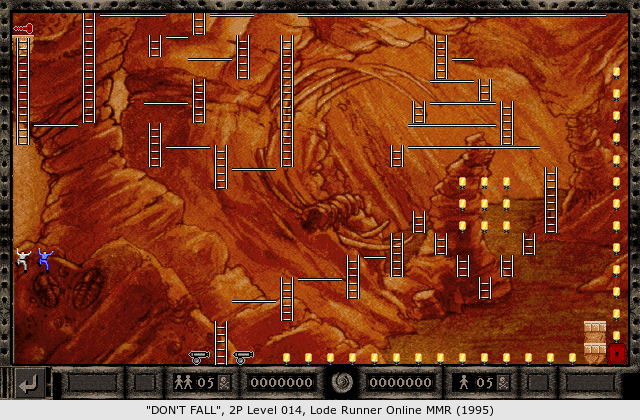 05 0000000 0000000 05
"DON'T FALL", 2P Level 014, Lode Runner Online MMR (1995)